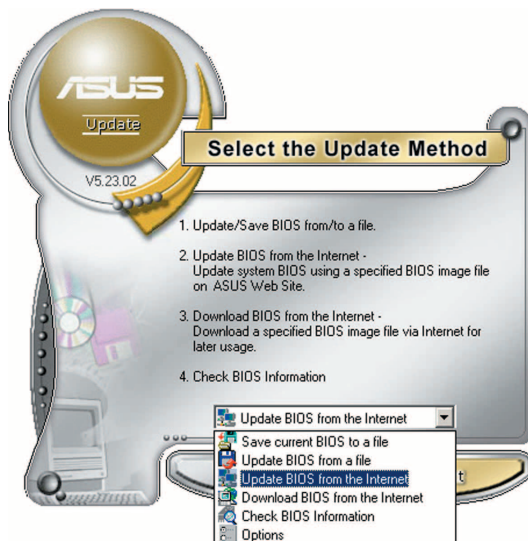 ASUS
Update
V5.23.02
Select the Update Method
1. Update/Save BIOS from/to a file.
2. Update BIOS from the Internet -
Update system BIOS using a specified BIOS image file
on ASUS Web Site.
3. Download BIOS from the Internet -
Download a specified BIOS image file via Internet for
later usage.
4. Check BIOS Information
Update BIOS from the Internet
Save current BIOS to a file
Update BIOS from a file
Update BIOS from the Internet
Download BIOS from the Internet
Check BIOS Information
Options